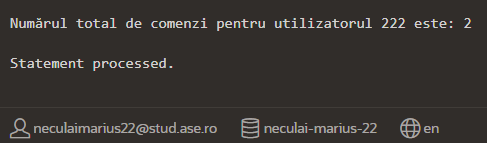 Numărul total de comenzi pentru utilizatorul 222 este: 2
Statement processed.
neculaimarius22@stud.ase.ro neculai-marius-22 en